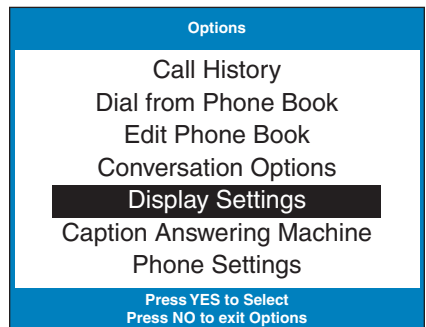 Options
Call History
Dial from Phone Book
Edit Phone Book
Conversation Options
Display Settings
Caption Answering Machine
Phone Settings
Press YES to Select
Press NO to exit Options